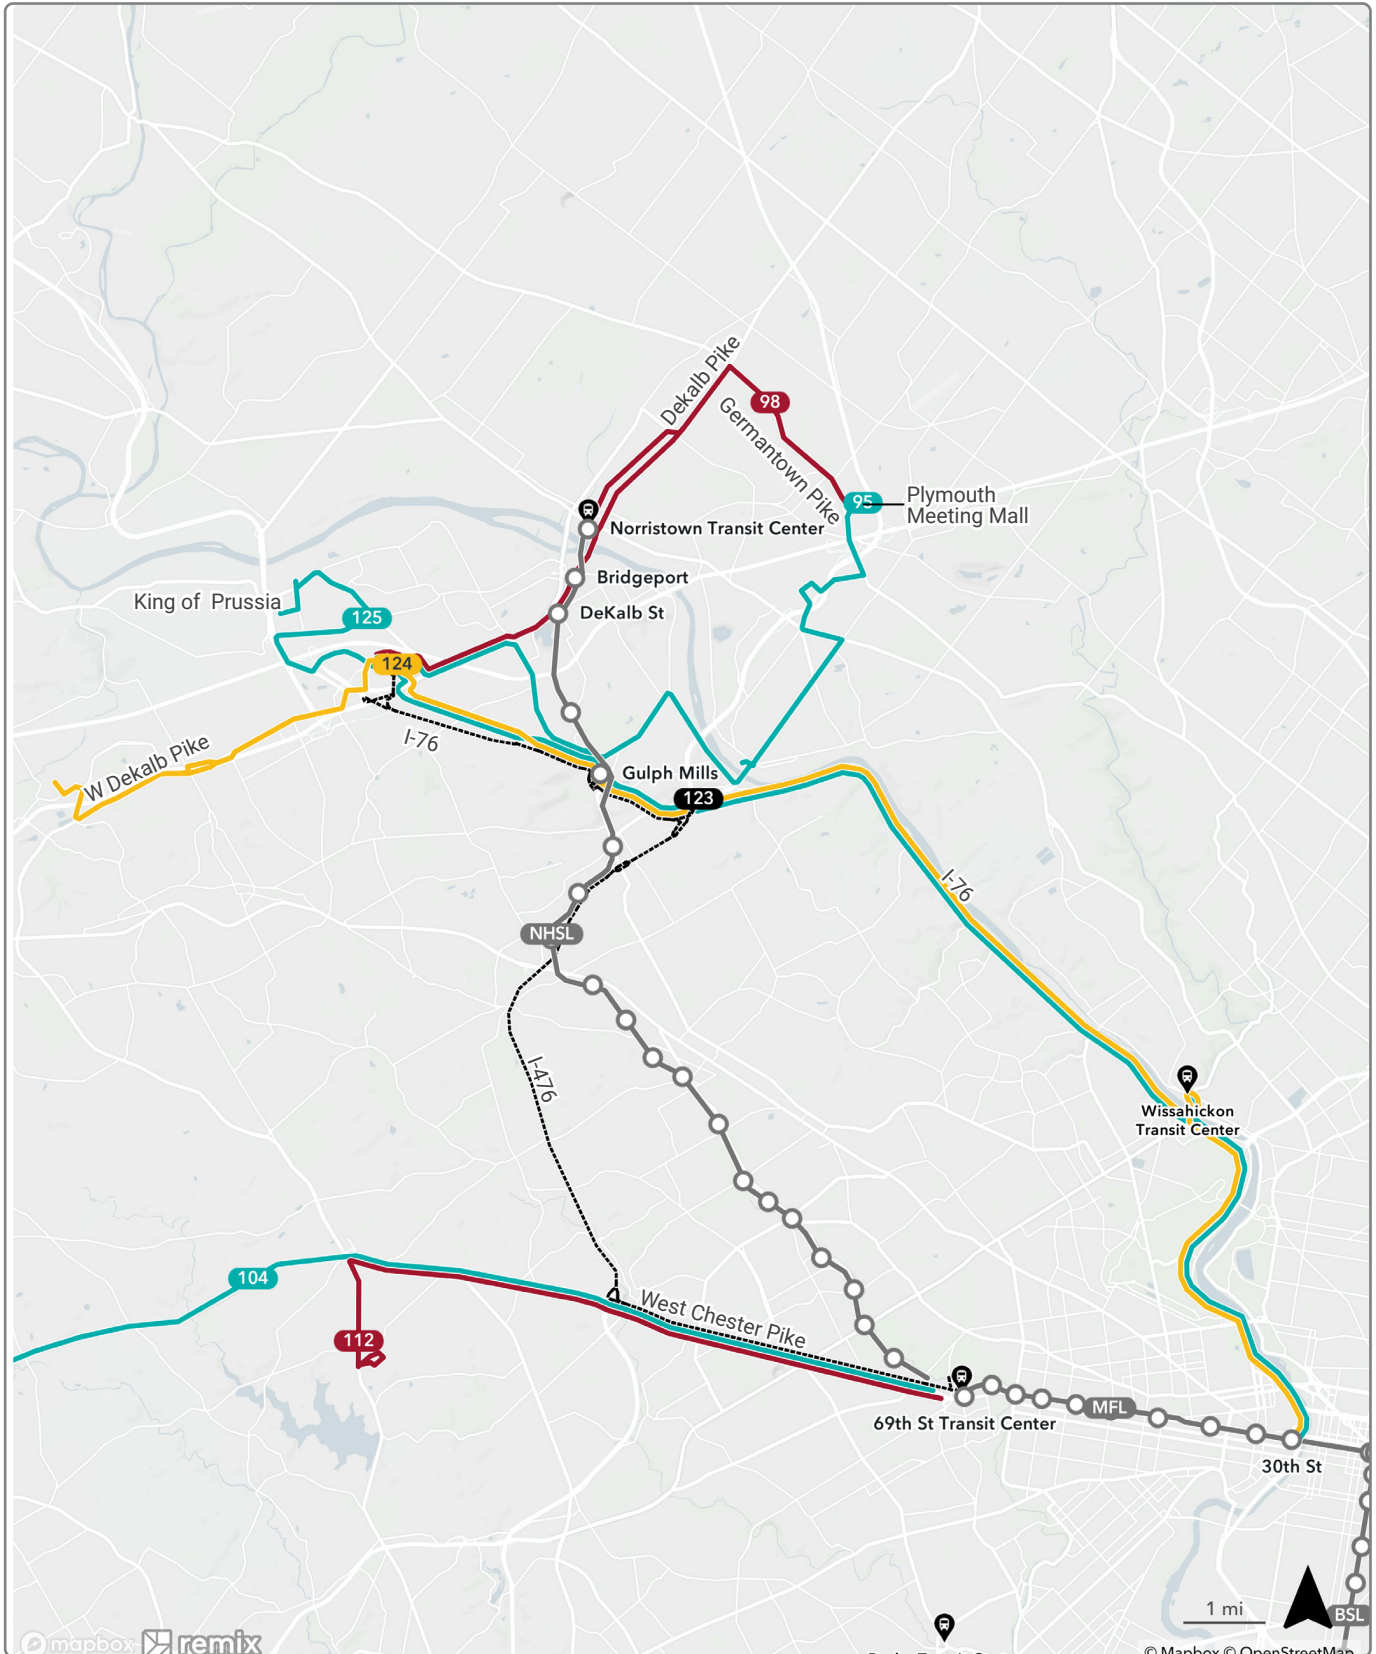 Dekalb Pike
98
Germantown Pike
95
Plymouth
Meeting Mall
Norristown Transit Center
Bridgeport
King of Prussia
125
DeKalb St
124
I-76
W Dekalb Pike
Gulph Mills
123
I-76
NHSL
I-476
Wissahickon
Transit Center
104
West Chester Pike
112
MFL
69th St Transit Center
30th St
1 mi
BSL
mapbox
remix
© Mapbox © OpenStreetMap